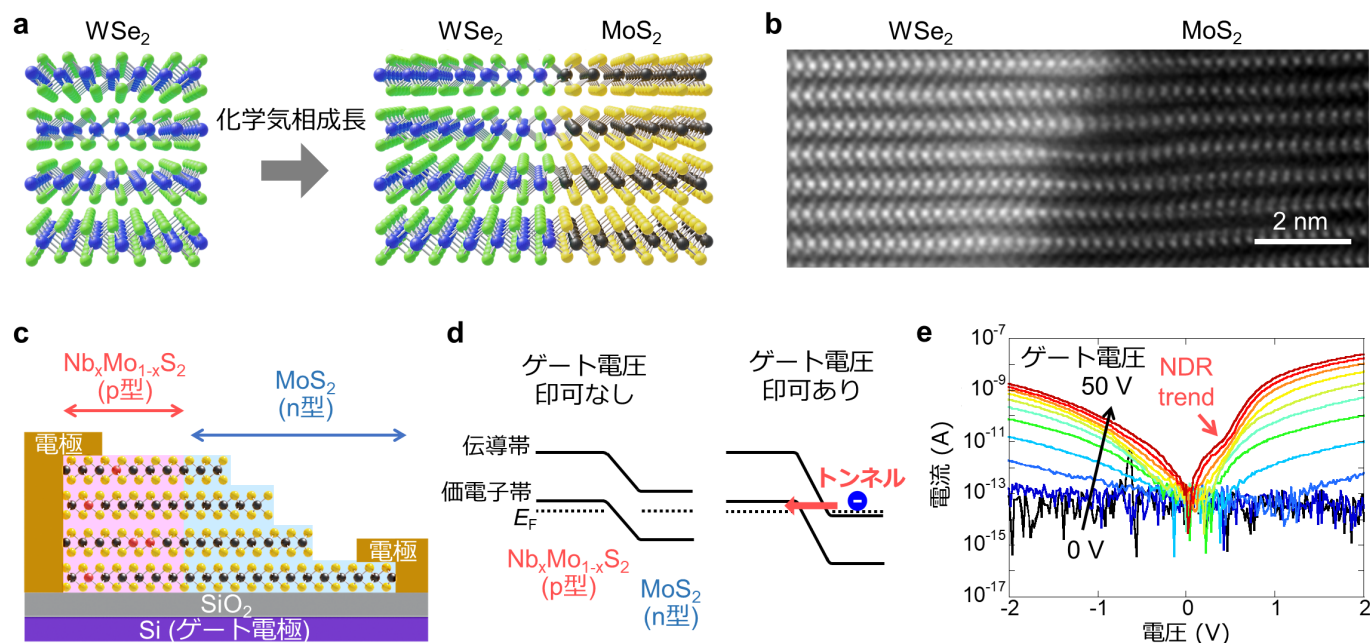 a
WSe₂
化学気相成長
WSe₂
MoS₂
b
WSe₂
MoS₂
2 nm
c
NbₓMo₁₋ₓS₂
(p型)
MoS₂
(n型)
電極
電極
SiO₂
Si (ゲート電極)
d
ゲート電圧
印可なし
ゲート電圧
印可あり
伝導帯
価電子帯
E_F
トンネル
−
NbₓMo₁₋ₓS₂
(p型)
MoS₂
(n型)
e
電流 (A)
10⁻⁷
10⁻⁹
10⁻¹¹
10⁻¹³
10⁻¹⁵
10⁻¹⁷
ゲート電圧
50 V
0 V
NDR
trend
-2
-1
0
1
2
電圧 (V)